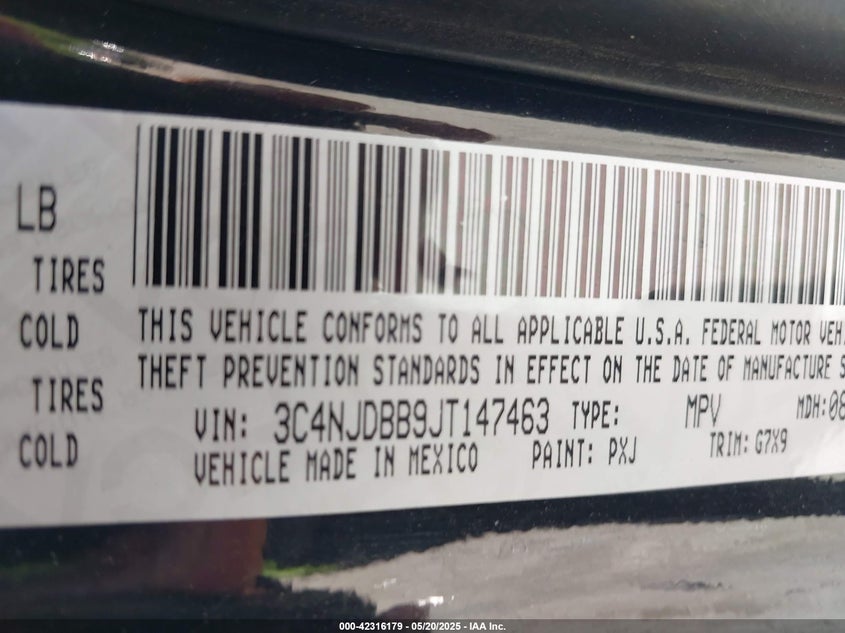 LB
TIRES
COLD
TIRES
COLD
THIS VEHICLE CONFORMS TO ALL APPLICABLE U.S.A. FEDERAL MOTOR VEHI
THEFT PREVENTION STANDARDS IN EFFECT ON THE DATE OF MANUFACTURE S
VIN: 3C4NJDBB9JT147463 TYPE: MPV MDH:08
VEHICLE MADE IN MEXICO PAINT: PXJ TRIM: G7X9
000-42316179 — 05/20/2025 — IAA Inc.